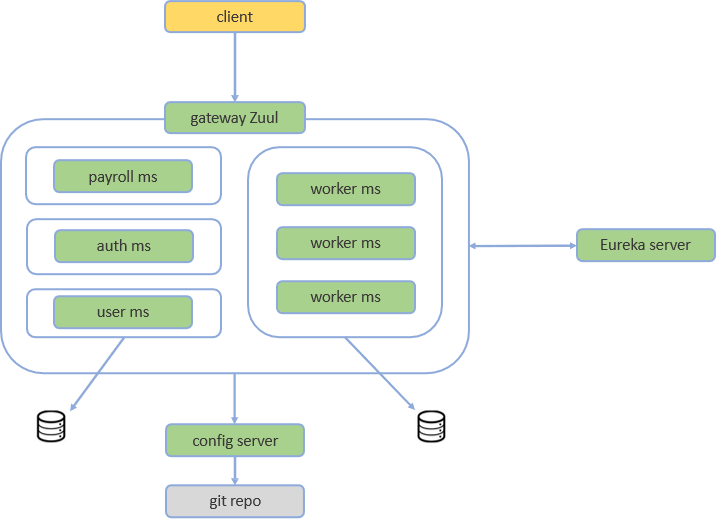 client
gateway Zuul
payroll ms
auth ms
user ms
worker ms
worker ms
worker ms
Eureka server
config server
git repo